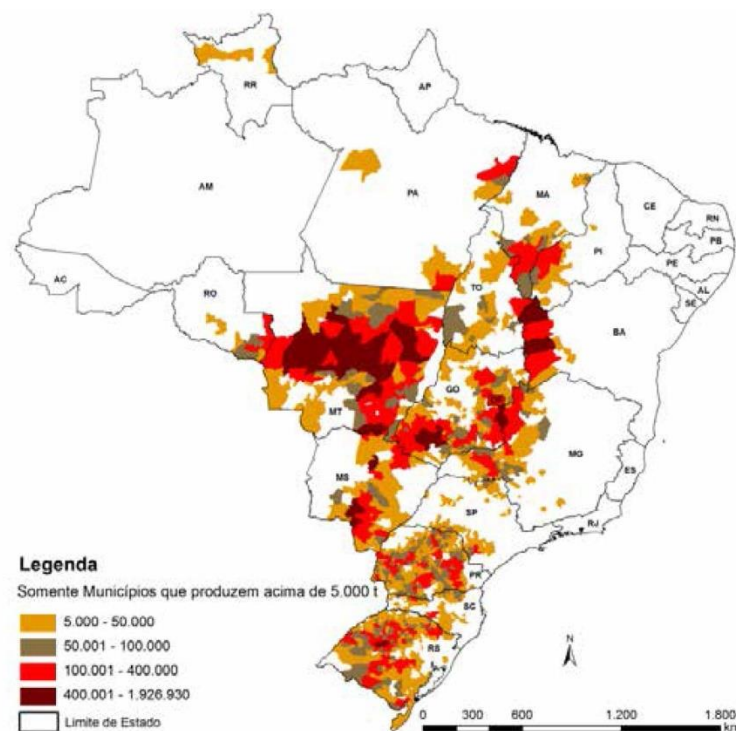 RR
AP
AM
PA
MA
CE
RN
PB
PE
AL
SE
PI
AC
RO
TO
BA
MT
GO
MG
ES
MS
SP
RJ
PR
SC
RS
Legenda
Somente Municípios que produzem acima de 5.000 t
5.000 - 50.000
50.001 - 100.000
100.001 - 400.000
400.001 - 1.926.930
Limite de Estado
N
0 300 600 1.200 1.800
km